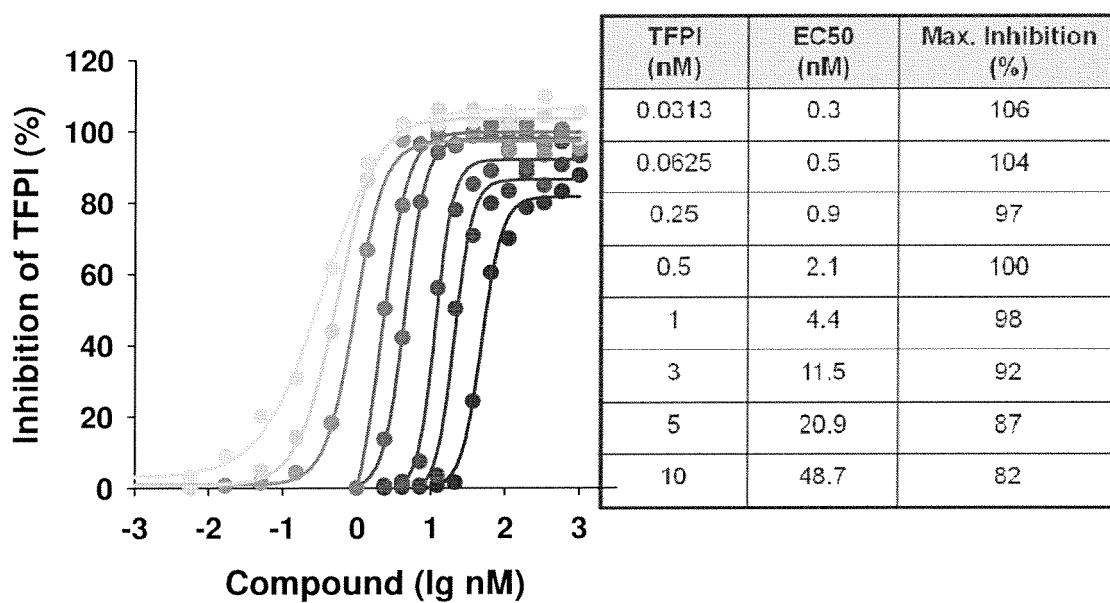 Inhibition of TFPI (%)
120
100
80
60
40
20
0
-3 -2 -1 0 1 2 3
Compound (lg nM)
TFPI (nM) EC50 (nM) Max. Inhibition (%)
0.0313 0.3 106
0.0625 0.5 104
0.25 0.9 97
0.5 2.1 100
1 4.4 98
3 11.5 92
5 20.9 87
10 48.7 82